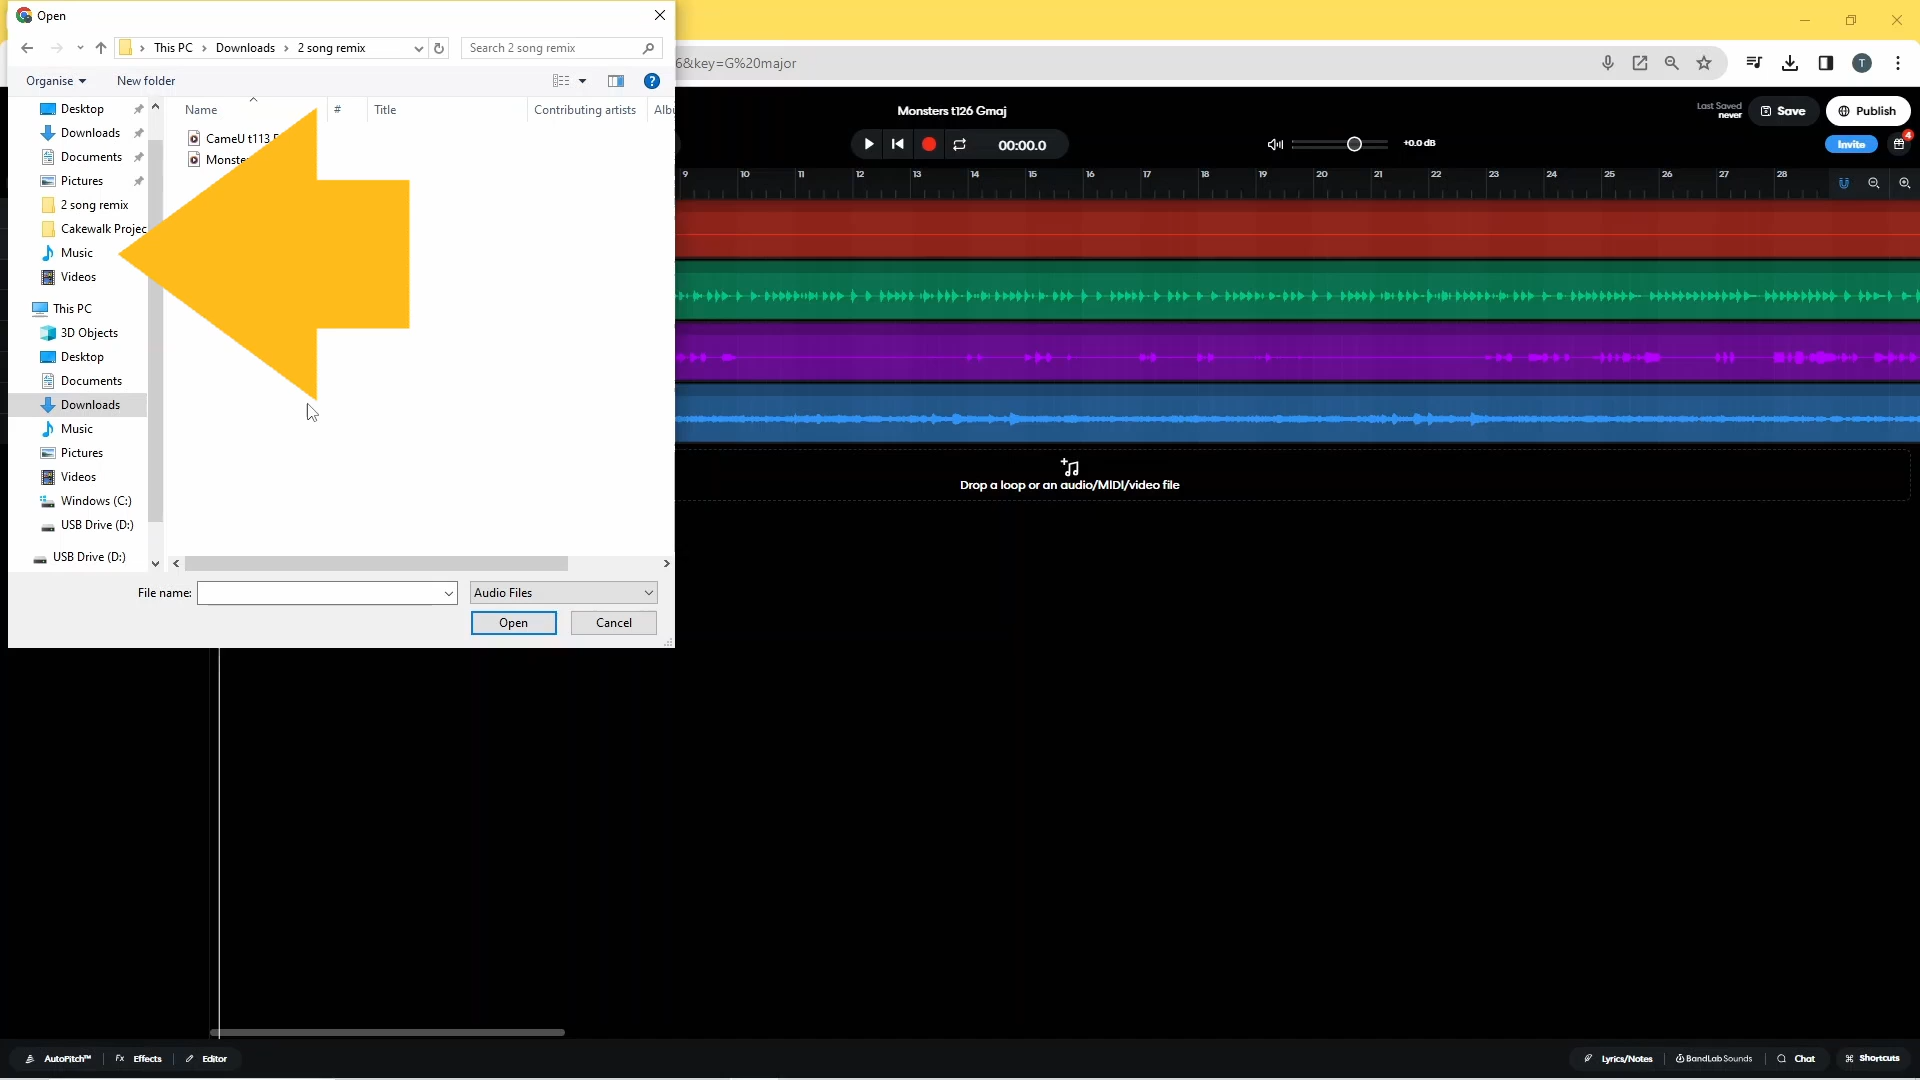 Open
This PC > Downloads > 2 song remix
Search 2 song remix
6&key=G%20major
T
Organise
New folder
Name
#
Title
Contributing artists
CameU t113
Desktop
Downloads
Documents
Pictures
2 song remix
Cakewalk Projec
Music
Videos
This PC
3D Objects
Desktop
Documents
Downloads
Music
Pictures
Videos
Windows (C:)
USB Drive (D:)
USB Drive (D:)
File name:
Audio Files
Open
Cancel
Monsters t126 Gmaj
Last Saved
never
Save
Publish
00:00.0
+0.0 dB
Invite
4
9 10 11 12 13 14 15 16 17 18 19 20 21 22 23 24 25 26 27 28
Drop a loop or an audio/MIDI/video file
AutoPitch™
Fx Effects
Editor
Lyrics/Notes
BandLab Sounds
Chat
Shortcuts